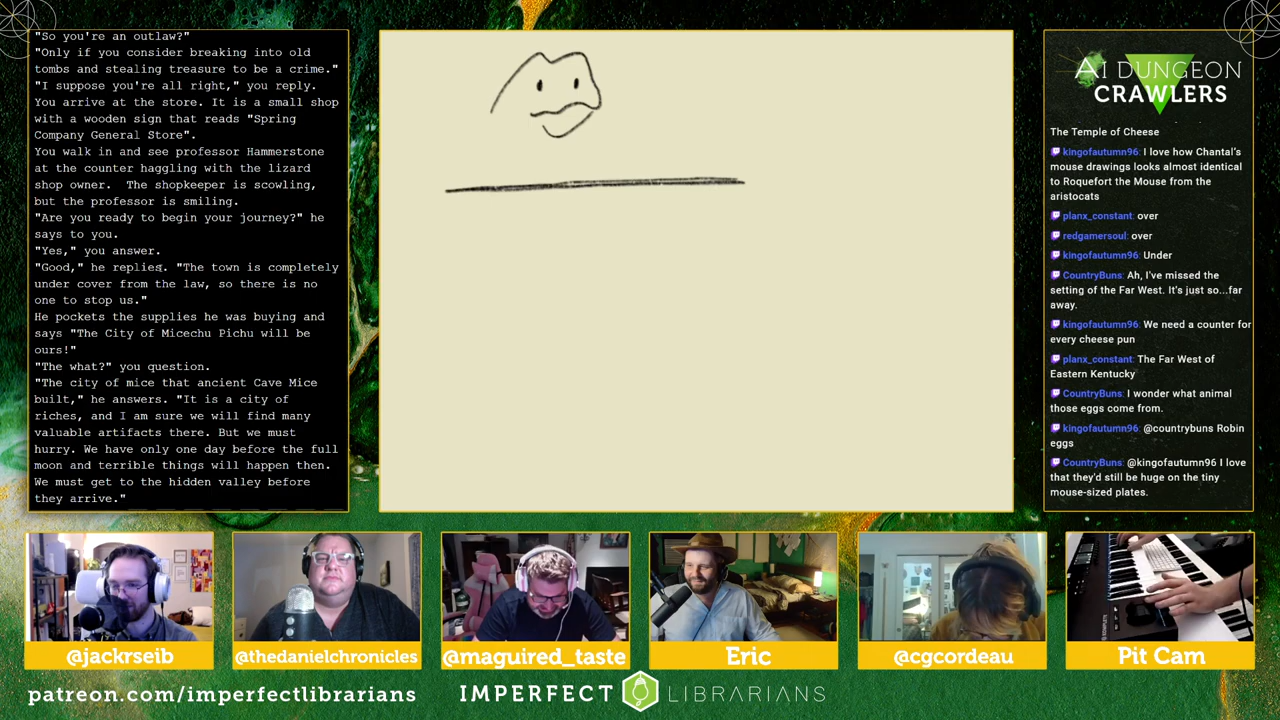 "So you're an outlaw?"
"Only if you consider breaking into old
tombs and stealing treasure to be a crime."
"I suppose you're all right," you reply.
You arrive at the store. It is a small shop
with a wooden sign that reads "Spring
Company General Store".
You walk in and see professor Hammerstone
at the counter haggling with the lizard
shop owner.  The shopkeeper is scowling,
but the professor is smiling.
"Are you ready to begin your journey?" he
says to you.
"Yes," you answer.
"Good," he replies. "The town is completely
under cover from the law, so there is no
one to stop us."
He pockets the supplies he was buying and
says "The City of Micechu Pichu will be
ours!"
"The what?" you question.
"The city of mice that ancient Cave Mice
built," he answers. "It is a city of
riches, and I am sure we will find many
valuable artifacts there. But we must
hurry. We have only one day before the full
moon and terrible things will happen then.
We must get to the hidden valley before
they arrive."
AI DUNGEON
CRAWLERS
The Temple of Cheese
kingofautumn96: I love how Chantal's
mouse drawings looks almost identical
to Roquefort the Mouse from the
aristocats
planx_constant: over
redgamersoul: over
kingofautumn96: Under
CountryBuns: Ah, I've missed the
setting of the Far West. It's just so...far
away.
kingofautumn96: We need a counter for
every cheese pun
planx_constant: The Far West of
Eastern Kentucky
CountryBuns: I wonder what animal
those eggs come from.
kingofautumn96: @countrybuns Robin
eggs
CountryBuns: @kingofautumn96 I love
that they'd still be huge on the tiny
mouse-sized plates.
@jackrseib
@thedanielchronicles
@maguired_taste
Eric
@cgcordeau
Pit Cam
patreon.com/imperfectlibrarians
IMPERFECT LIBRARIANS